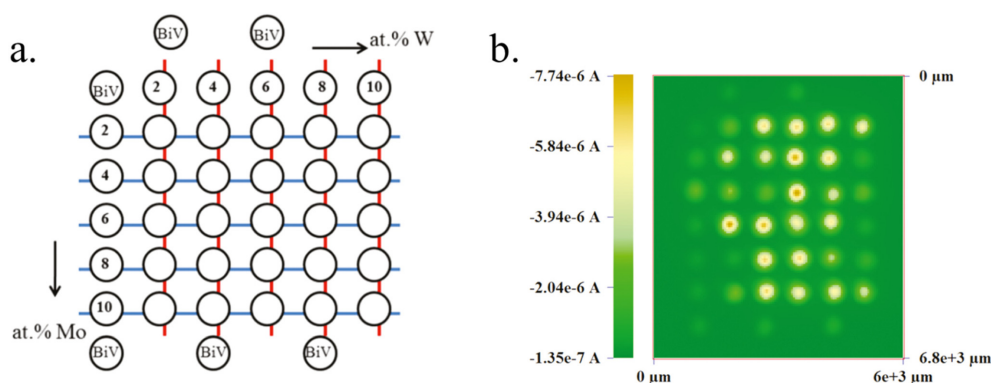 a.
BiV
BiV
at.% W
BiV
2
4
6
8
10
2
4
6
8
10
at.% Mo
BiV
BiV
BiV
b.
-7.74e-6 A
-5.84e-6 A
-3.94e-6 A
-2.04e-6 A
-1.35e-7 A
0 µm
6.8e+3 µm
0 µm
6e+3 µm